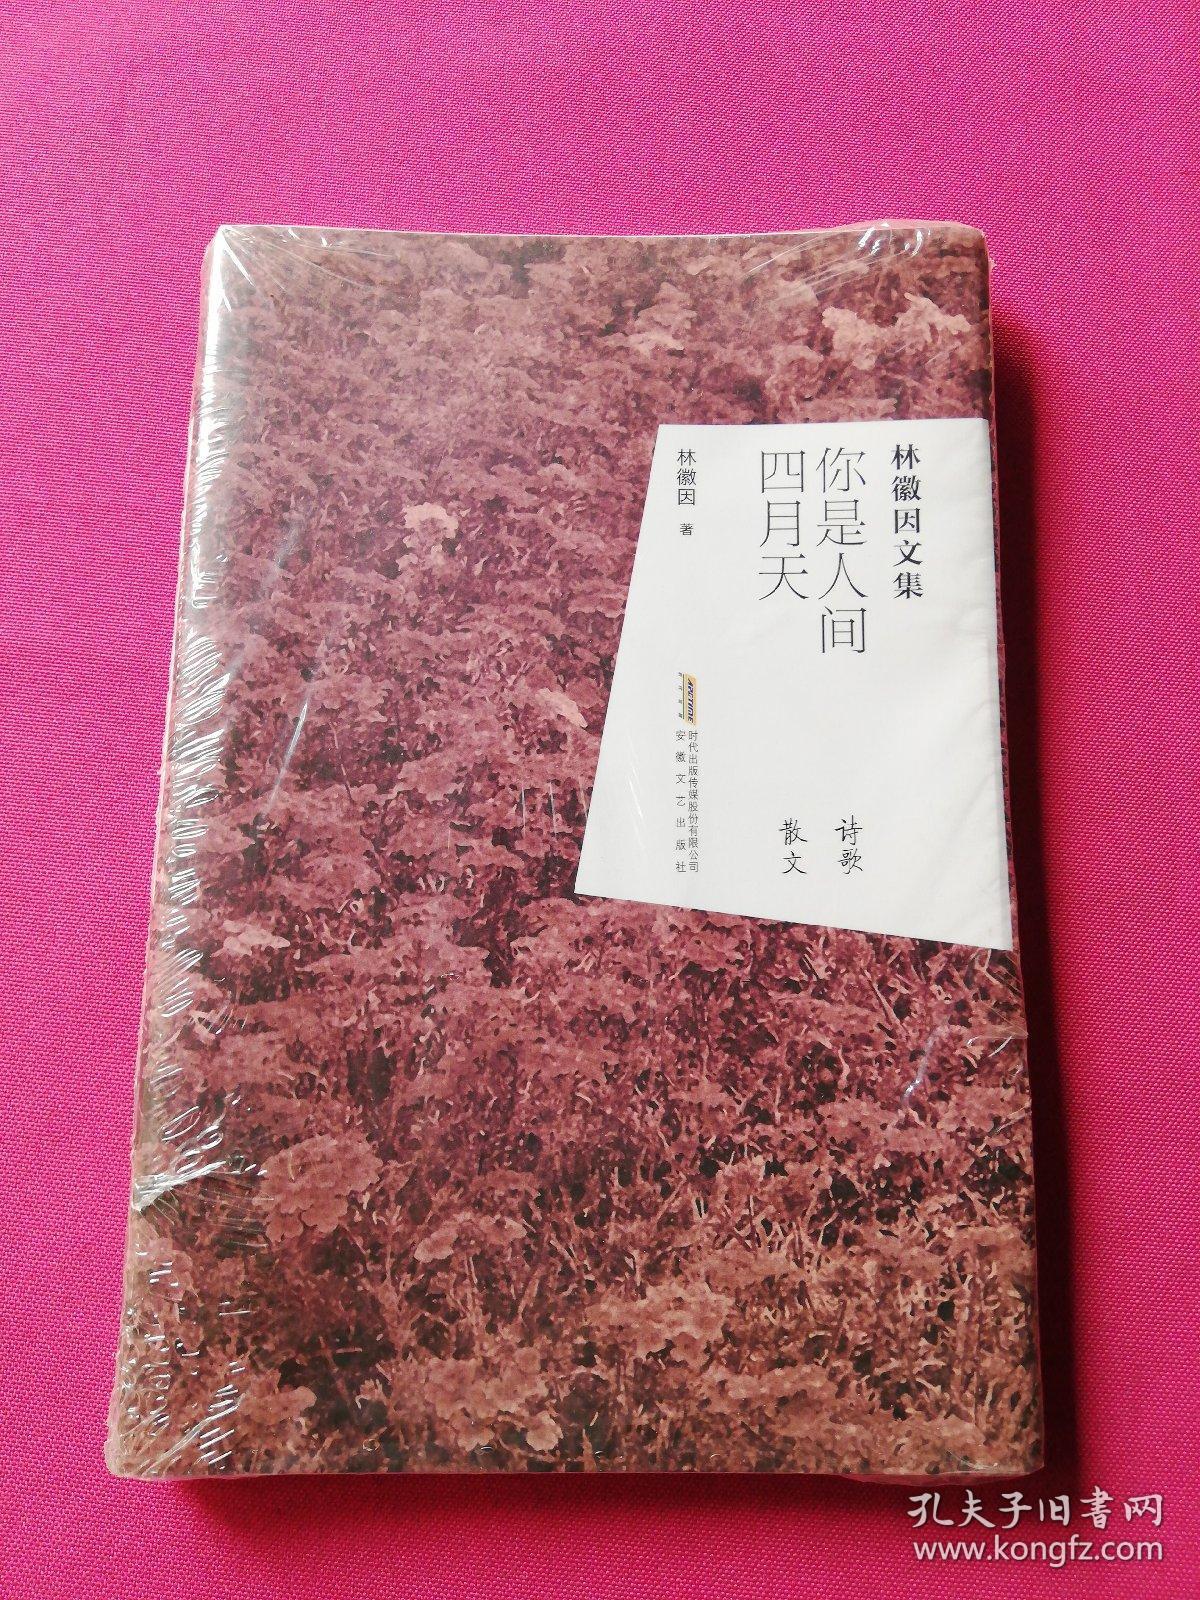 林徽因文集
你是人间
四月天
诗歌
散文
林徽因 著
APGTIME
时代出版传媒股份有限公司
安徽文艺出版社
孔夫子旧書网
www.kongfz.com